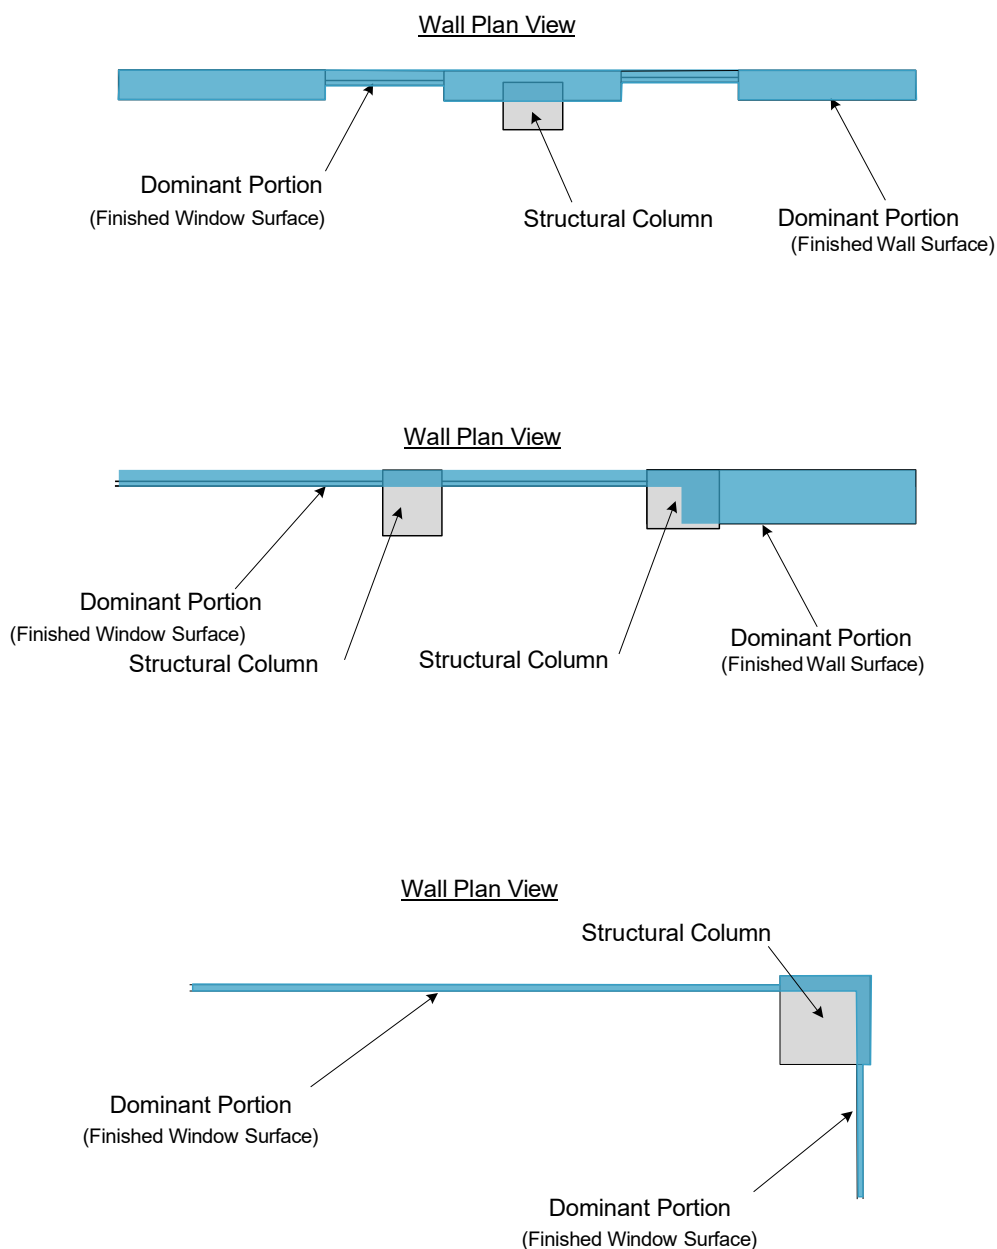 Wall Plan View
Dominant Portion
(Finished Window Surface)
Structural Column
Dominant Portion
(Finished Wall Surface)
Wall Plan View
Dominant Portion
(Finished Window Surface)
Structural Column
Structural Column
Dominant Portion
(Finished Wall Surface)
Wall Plan View
Structural Column
Dominant Portion
(Finished Window Surface)
Dominant Portion
(Finished Window Surface)